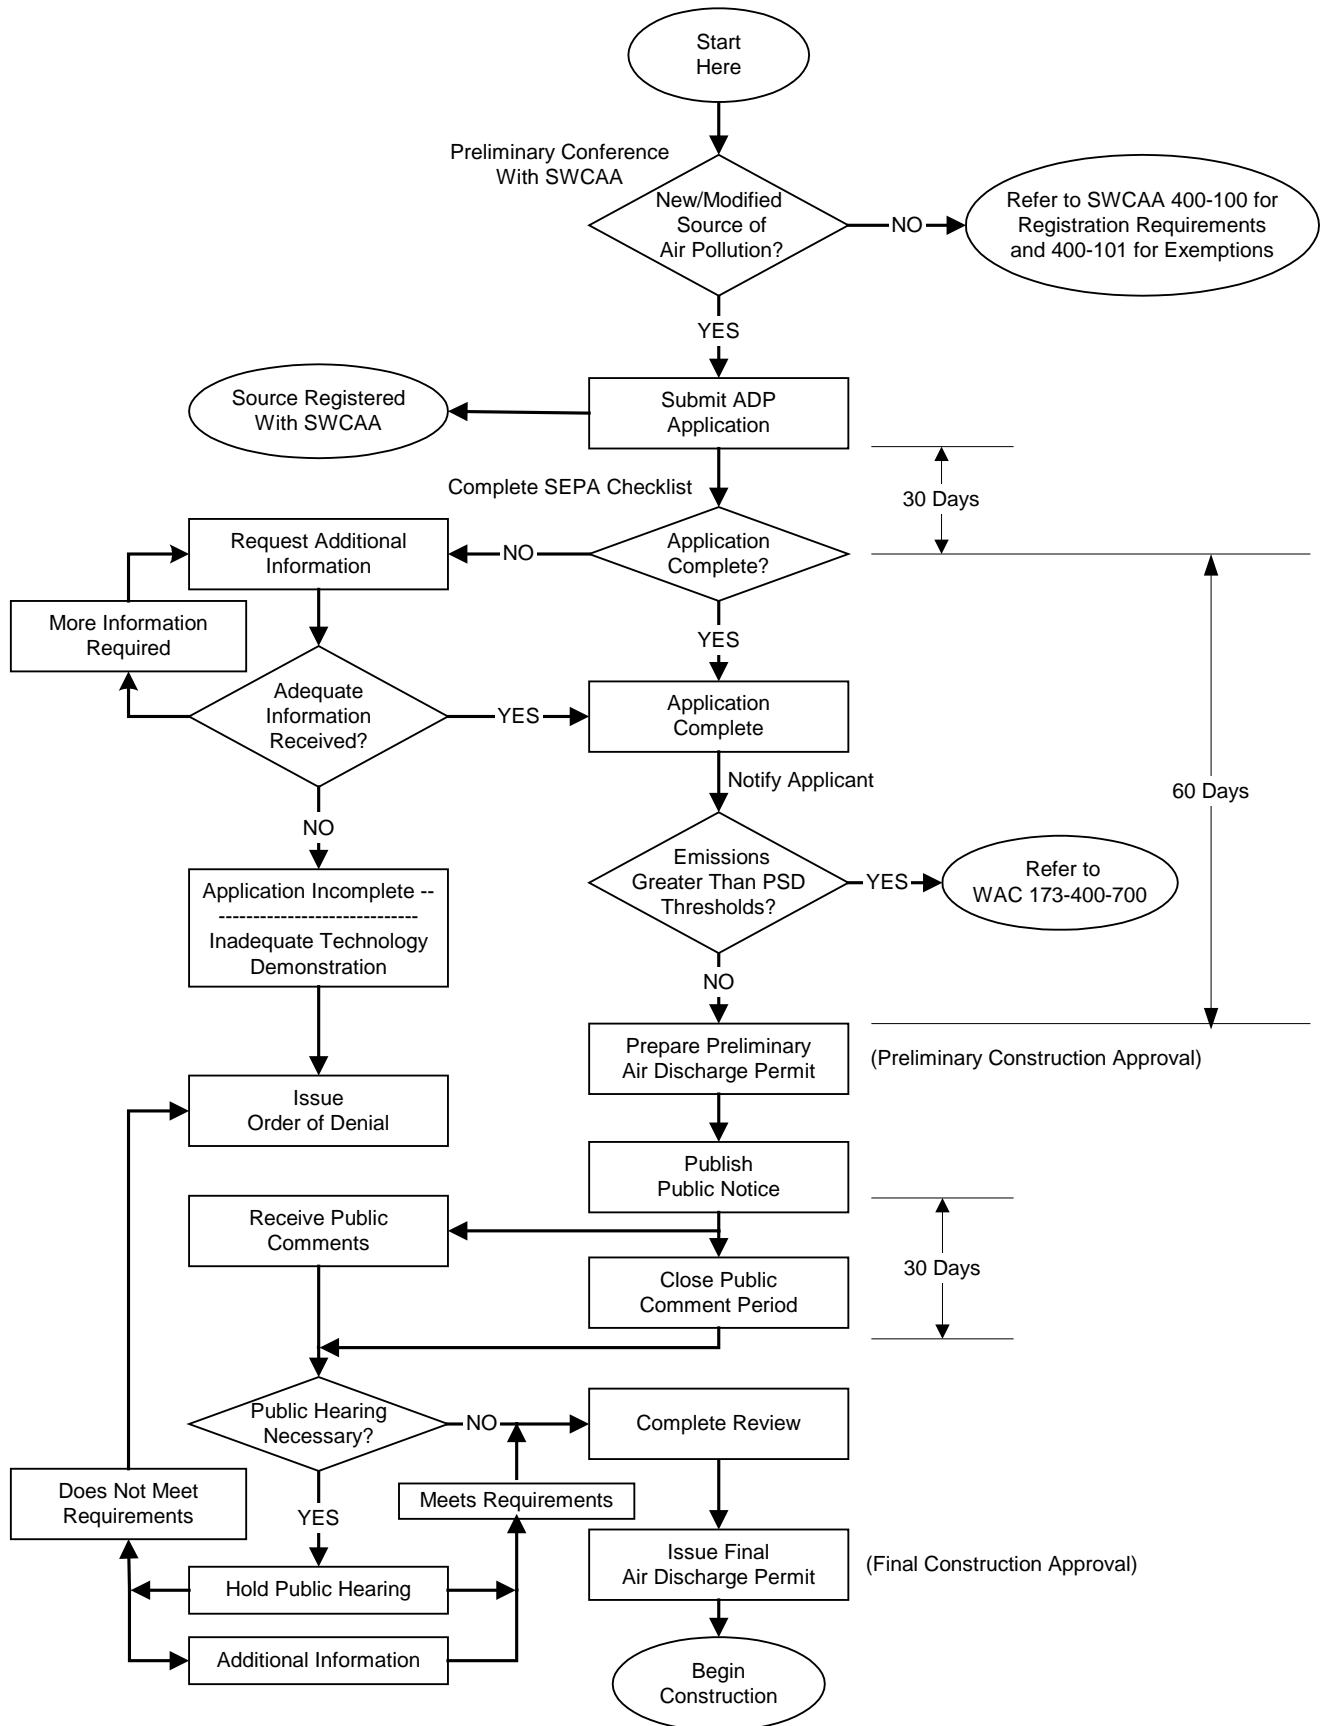 Start
Here
Preliminary Conference
With SWCAA
New/Modified
Source of
Air Pollution?
NO
Refer to SWCAA 400-100 for
Registration Requirements
and 400-101 for Exemptions
YES
Source Registered
With SWCAA
Submit ADP
Application
Complete SEPA Checklist
30 Days
Request Additional
Information
NO
Application
Complete?
More Information
Required
YES
Adequate
Information
Received?
YES
Application
Complete
Notify Applicant
60 Days
NO
Emissions
Greater Than PSD
Thresholds?
YES
Refer to
WAC 173-400-700
Application Incomplete --
-----------------------------
Inadequate Technology
Demonstration
NO
Prepare Preliminary
Air Discharge Permit
(Preliminary Construction Approval)
Issue
Order of Denial
Publish
Public Notice
Receive Public
Comments
Close Public
Comment Period
30 Days
Public Hearing
Necessary?
NO
Complete Review
Does Not Meet
Requirements
YES
Meets Requirements
Issue Final
Air Discharge Permit
(Final Construction Approval)
Hold Public Hearing
Additional Information
Begin
Construction